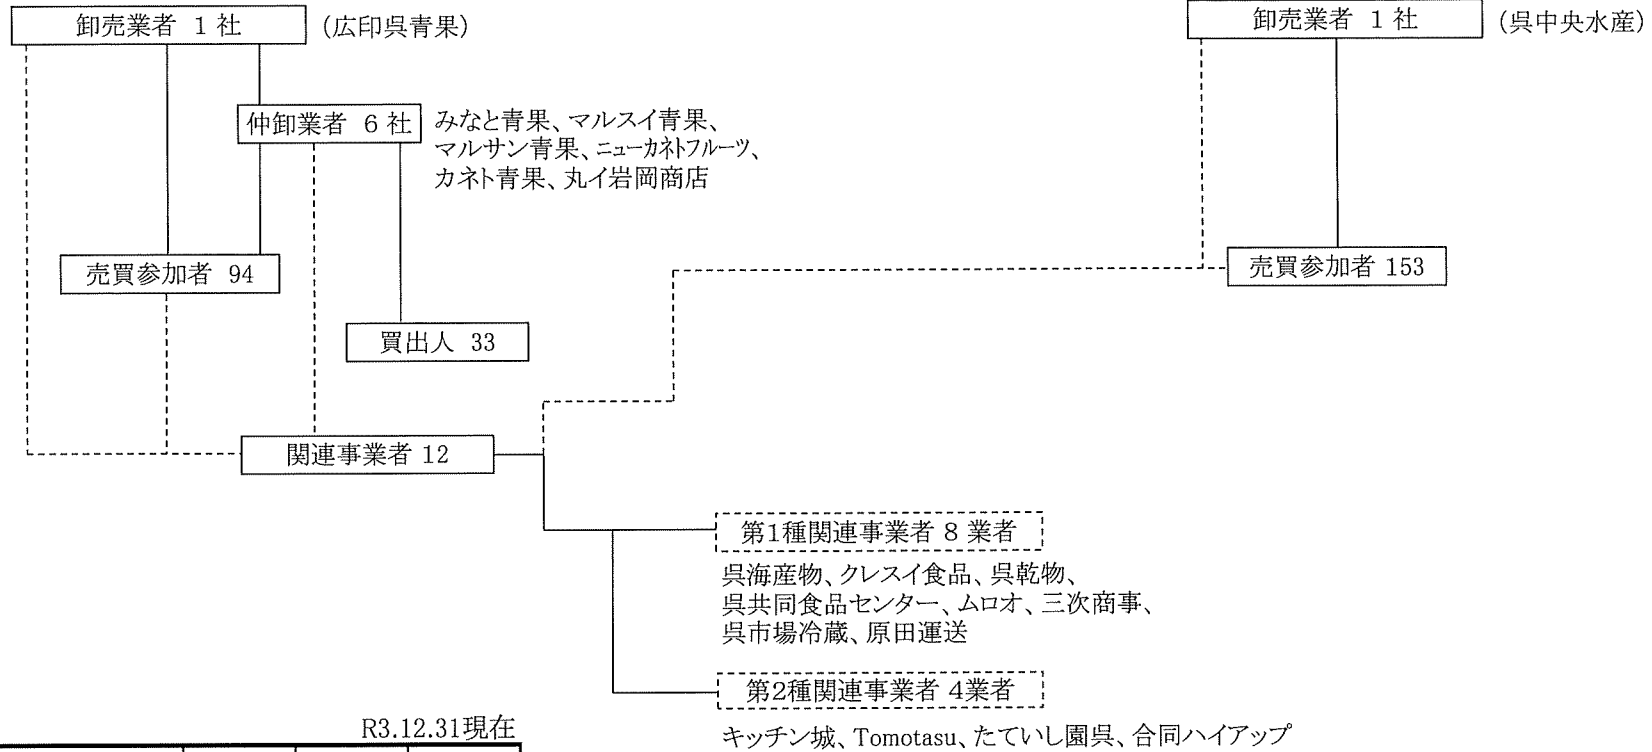 卸売業者 1 社 (広印呉青果)
卸売業者 1 社 (呉中央水産)
仲卸業者 6 社
みなと青果、マルスイ青果、
マルサン青果、ニューカネトフルーツ、
カネト青果、丸イ岩岡商店
売買参加者 94
売買参加者 153
買出人 33
関連事業者 12
第1種関連事業者 8 業者
呉海産物、クレスイ食品、呉乾物、
呉共同食品センター、ムロオ、三次商事、
呉市場冷蔵、原田運送
第2種関連事業者 4業者
キッチン城、Tomotasu、たていし園呉、合同ハイアップ
R3.12.31現在